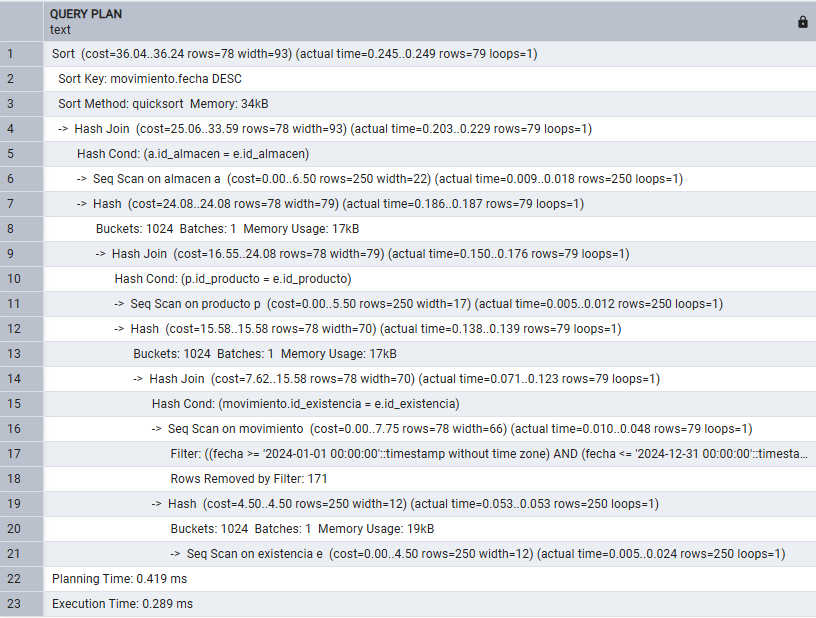 QUERY PLAN
text
1 Sort (cost=36.04..36.24 rows=78 width=93) (actual time=0.245..0.249 rows=79 loops=1)
2 Sort Key: movimiento.fecha DESC
3 Sort Method: quicksort Memory: 34kB
4 -> Hash Join (cost=25.06..33.59 rows=78 width=93) (actual time=0.203..0.229 rows=79 loops=1)
5 Hash Cond: (a.id_almacen = e.id_almacen)
6 -> Seq Scan on almacen a (cost=0.00..6.50 rows=250 width=22) (actual time=0.009..0.018 rows=250 loops=1)
7 -> Hash (cost=24.08..24.08 rows=78 width=79) (actual time=0.186..0.187 rows=79 loops=1)
8 Buckets: 1024 Batches: 1 Memory Usage: 17kB
9 -> Hash Join (cost=16.55..24.08 rows=78 width=79) (actual time=0.150..0.176 rows=79 loops=1)
10 Hash Cond: (p.id_producto = e.id_producto)
11 -> Seq Scan on producto p (cost=0.00..5.50 rows=250 width=17) (actual time=0.005..0.012 rows=250 loops=1)
12 -> Hash (cost=15.58..15.58 rows=78 width=70) (actual time=0.138..0.139 rows=79 loops=1)
13 Buckets: 1024 Batches: 1 Memory Usage: 17kB
14 -> Hash Join (cost=7.62..15.58 rows=78 width=70) (actual time=0.071..0.123 rows=79 loops=1)
15 Hash Cond: (movimiento.id_existencia = e.id_existencia)
16 -> Seq Scan on movimiento (cost=0.00..7.75 rows=78 width=66) (actual time=0.010..0.048 rows=79 loops=1)
17 Filter: ((fecha >= '2024-01-01 00:00:00'::timestamp without time zone) AND (fecha <= '2024-12-31 00:00:00'::timesta...
18 Rows Removed by Filter: 171
19 -> Hash (cost=4.50..4.50 rows=250 width=12) (actual time=0.053..0.053 rows=250 loops=1)
20 Buckets: 1024 Batches: 1 Memory Usage: 19kB
21 -> Seq Scan on existencia e (cost=0.00..4.50 rows=250 width=12) (actual time=0.005..0.024 rows=250 loops=1)
22 Planning Time: 0.419 ms
23 Execution Time: 0.289 ms